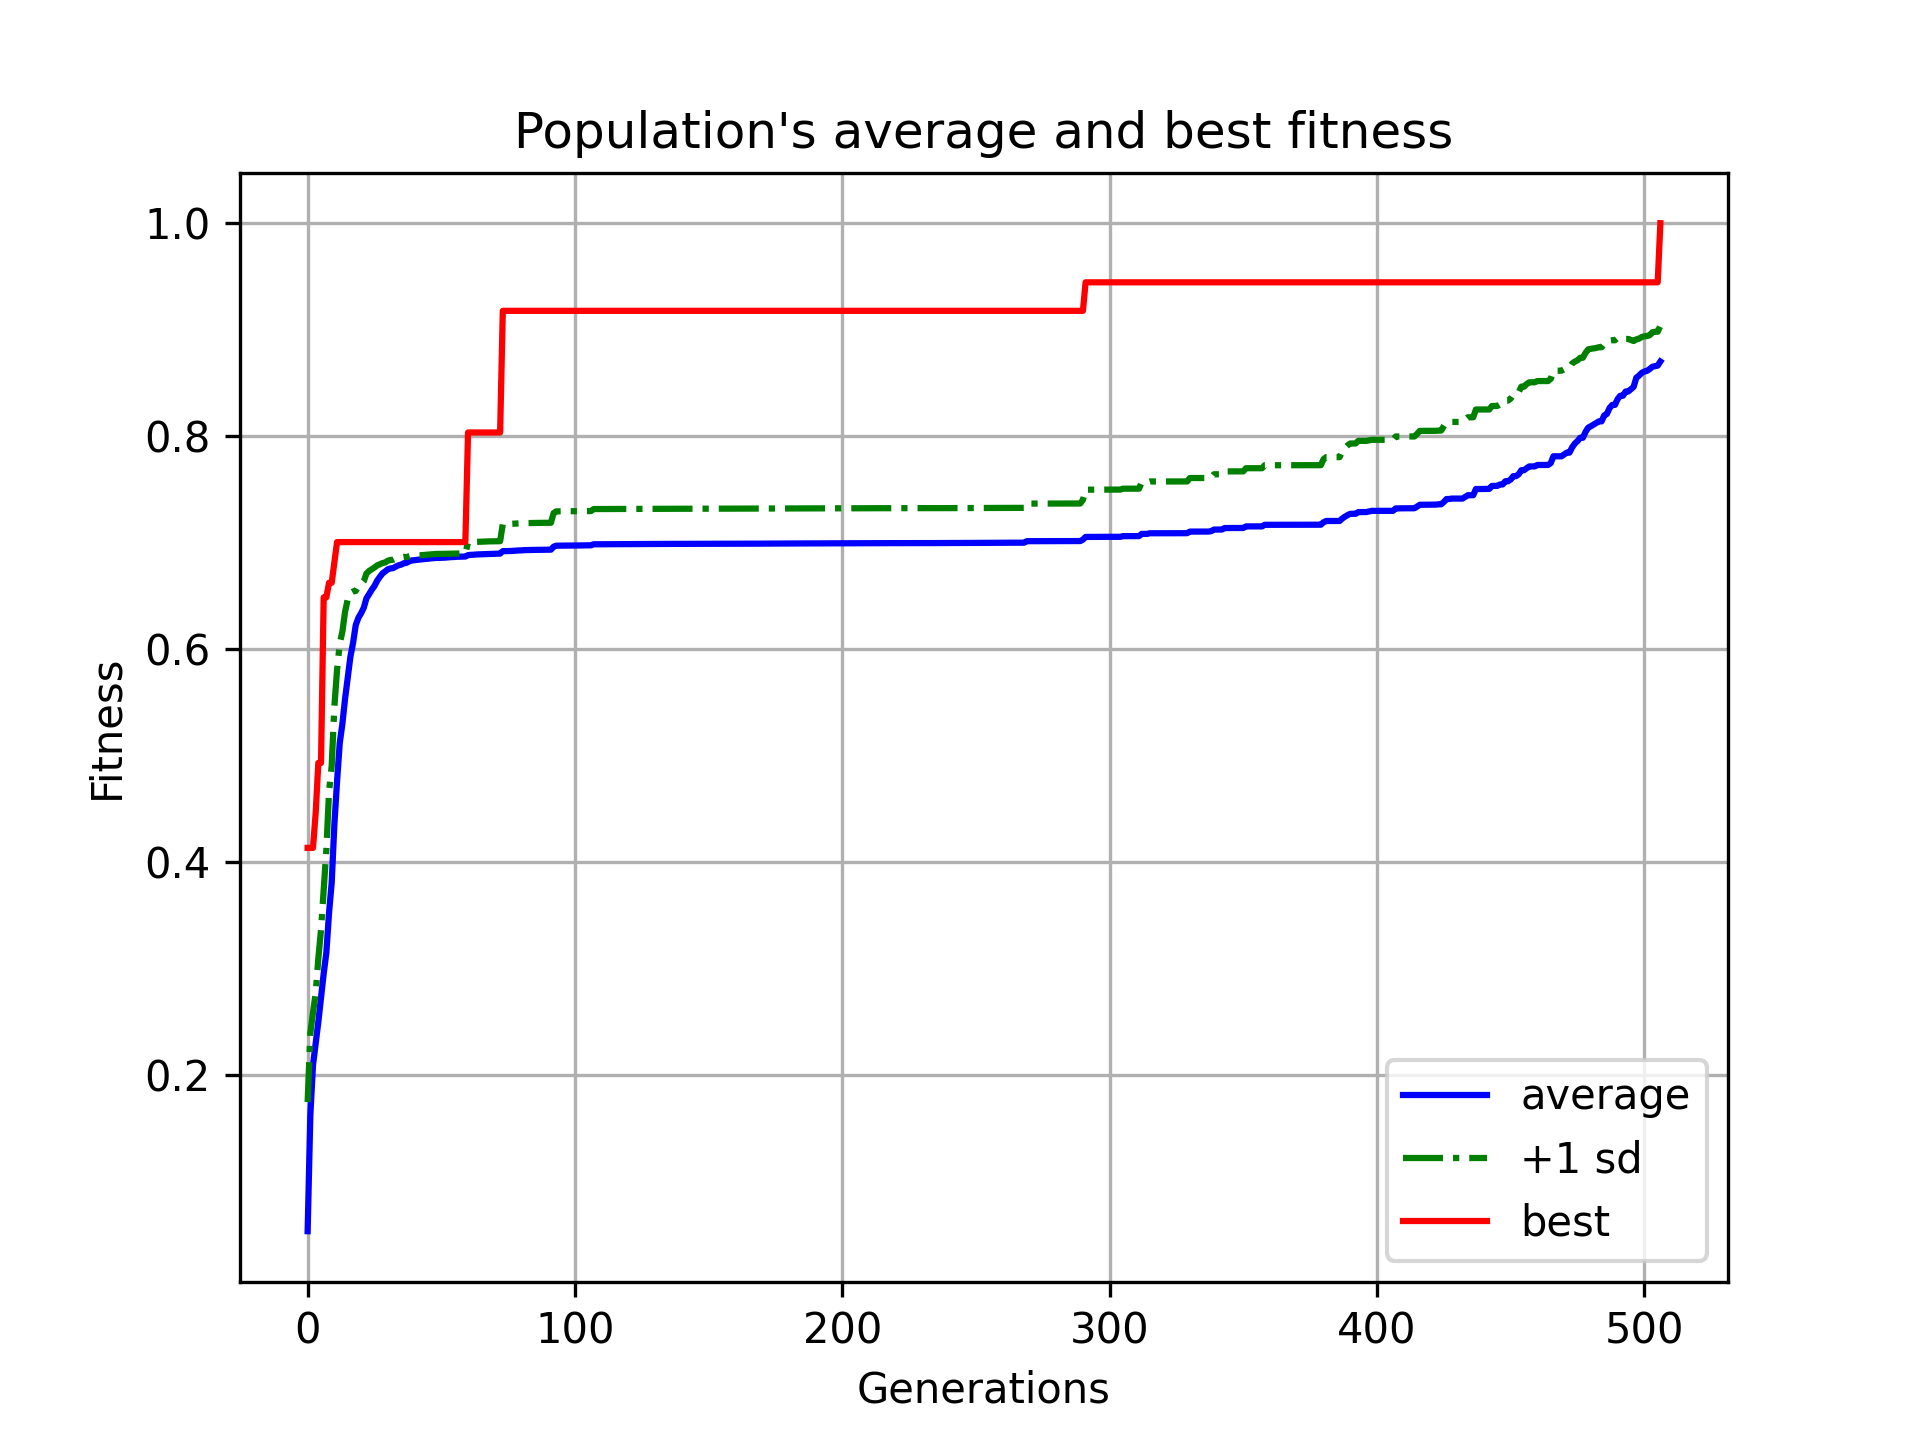 Population's average and best fitness
Fitness
1.0
0.8
0.6
0.4
0.2
0
100
200
300
400
500
Generations
average
+1 sd
best